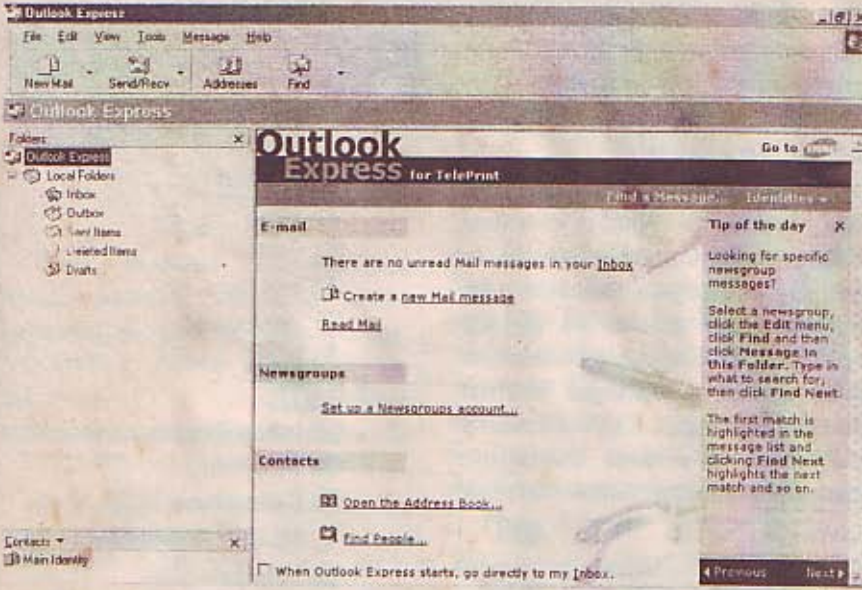 Outlook Express
File Edit View Tools Message Help
New Mail Send/Recv Addresses Find
Outlook Express
Folders
Outlook Express
Local Folders
Inbox
Outbox
Sent Items
Deleted Items
Drafts
Contacts
Main Identity
Outlook
Express for TelePrint
Go to msn
Find a Message... Identities
E-mail
There are no unread Mail messages in your Inbox
Create a new Mail message
Read Mail
Newsgroups
Set up a Newsgroups account...
Contacts
Open the Address Book...
Find People...
When Outlook Express starts, go directly to my Inbox.
Tip of the day
Looking for specific
newsgroup
messages?
Select a newsgroup,
click the Edit menu,
click Find and then
click Message in
this Folder. Type in
what to search for,
then click Find Next.
The first match is
highlighted in the
message list and
clicking Find Next
highlights the next
match and so on.
Previous Next